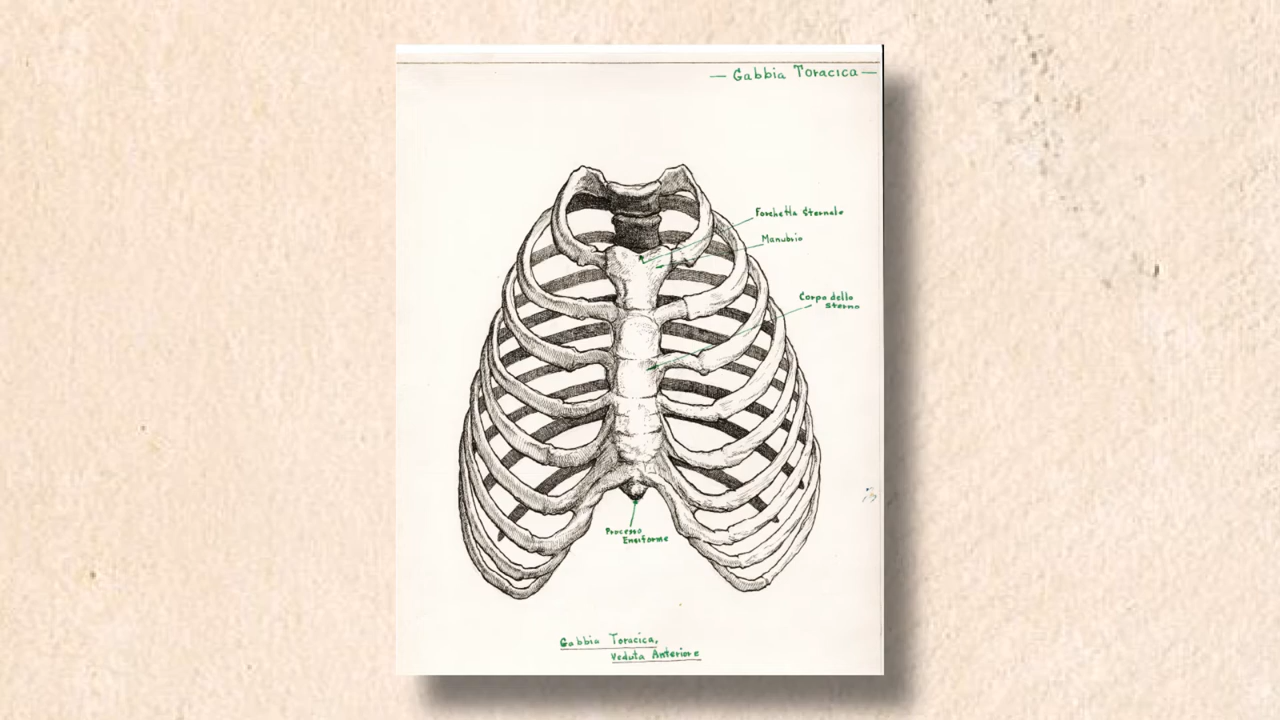 — Gabbia Toracica —
Forchetta Sternale
Manubrio
Corpo dello
sterno
Processo
Ensiforme
Gabbia Toracica,
Veduta Anteriore